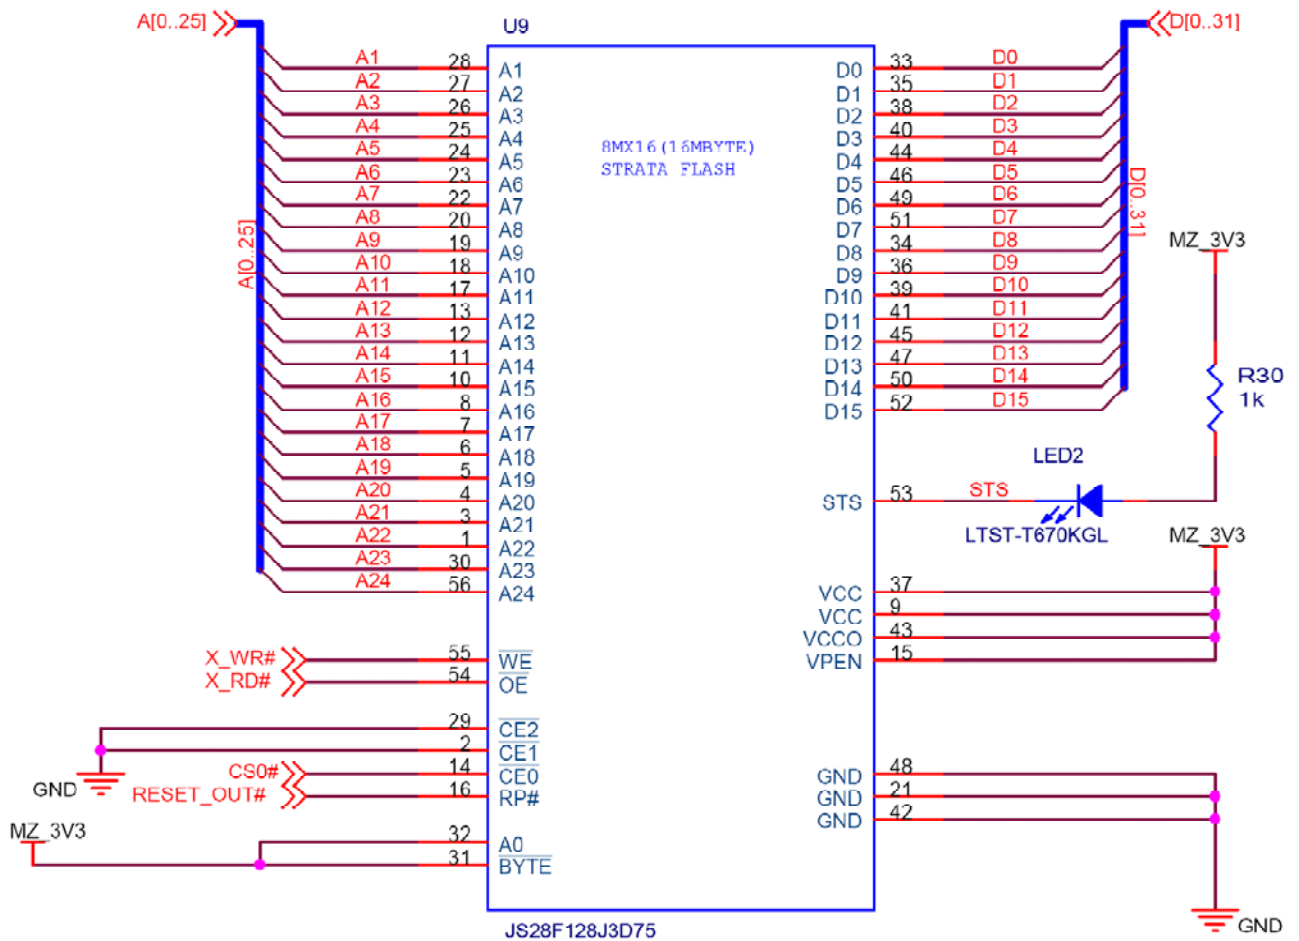 A[0..25]
U9
D[0..31]
A1 28 A1 D0 33 D0
A2 27 A2 D1 35 D1
A3 26 A3 D2 38 D2
A4 25 A4 D3 40 D3
A5 24 A5 D4 44 D4
A6 23 A6 D5 46 D5
A7 22 A7 D6 49 D6
A8 20 A8 D7 51 D7
A9 19 A9 D8 34 D8
A10 18 A10 D9 36 D9
A11 17 A11 D10 39 D10
A12 13 A12 D11 41 D11
A13 12 A13 D12 45 D12
A14 11 A14 D13 47 D13
A15 10 A15 D14 50 D14
A16 8 A16 D15 52 D15
A17 7 A17
A18 6 A18
A19 5 A19
A20 4 A20
A21 3 A21
A22 1 A22
A23 30 A23
A24 56 A24
A[0..25]
8MX16(16MBYTE)
STRATA FLASH
D[0..31]
MZ_3V3
R30
1k
LED2
STS 53 STS
LTST-T670KGL
MZ_3V3
VCC 37
VCC 9
VCCO 43
VPEN 15
X_WR# 55 WE
X_RD# 54 OE
29 CE2
2 CE1
GND
CS0# 14 CE0
RESET_OUT# 16 RP#
GND 48
GND 21
GND 42
MZ_3V3
32 A0
31 BYTE
GND
JS28F128J3D75